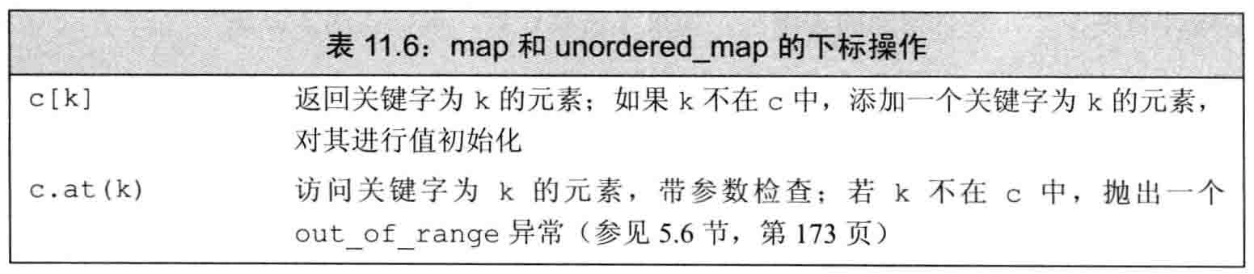 表 11.6：map 和 unordered_map 的下标操作
c[k] 返回关键字为 k 的元素；如果 k 不在 c 中，添加一个关键字为 k 的元素，
对其进行值初始化
c.at(k) 访问关键字为 k 的元素，带参数检查；若 k 不在 c 中，抛出一个
out_of_range 异常（参见 5.6 节，第 173 页）